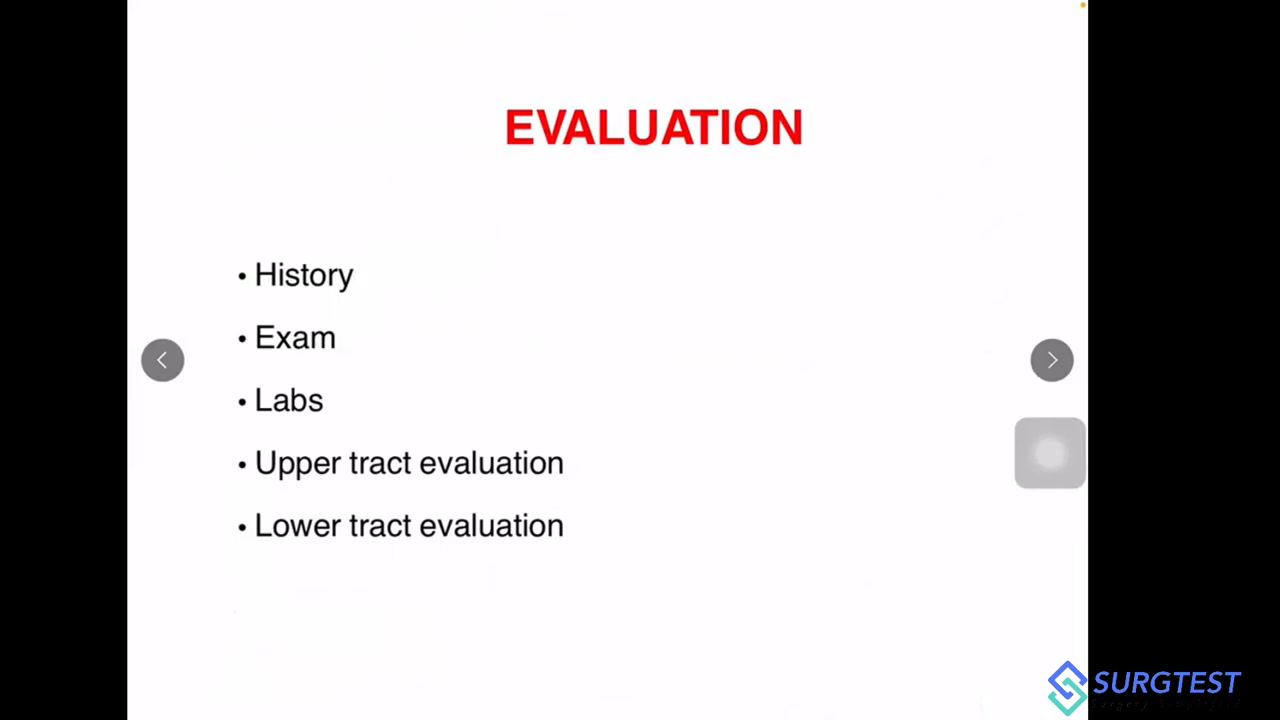 EVALUATION
• History
• Exam
• Labs
• Upper tract evaluation
• Lower tract evaluation
SURGTEST